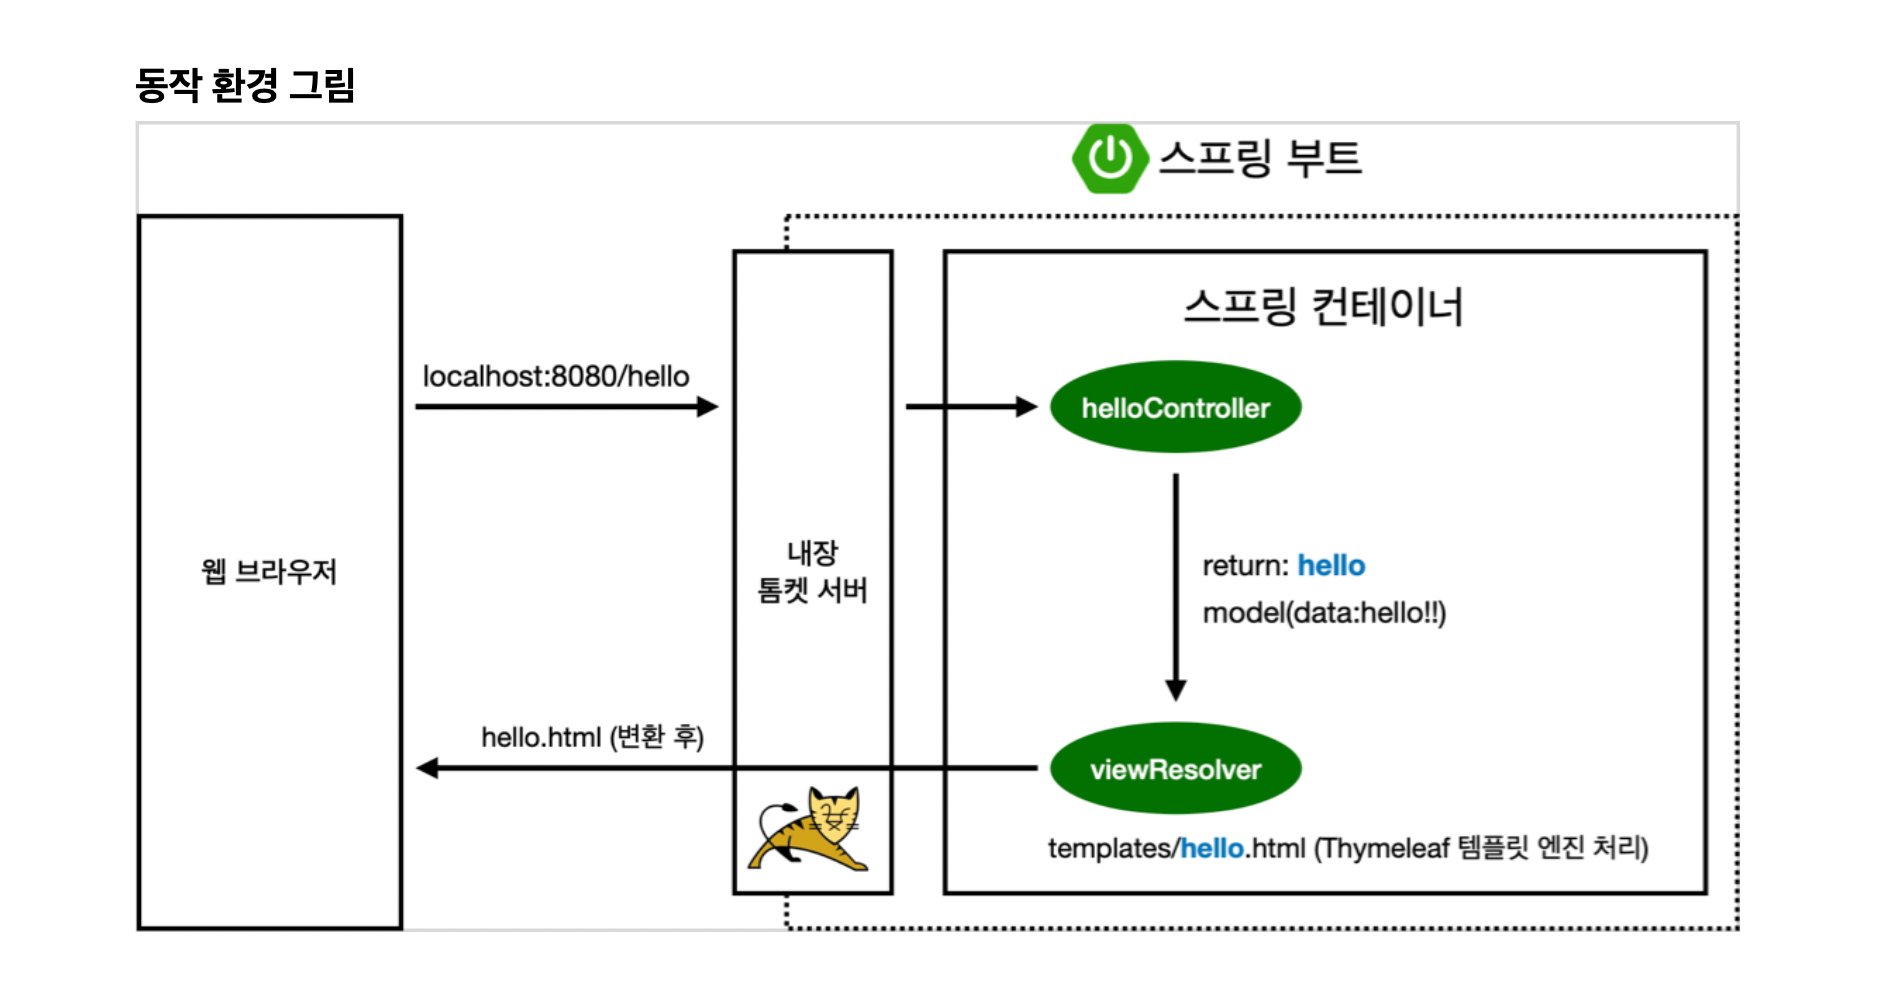 동작 환경 그림
스프링 부트
스프링 컨테이너
localhost:8080/hello
helloController
웹 브라우저
내장
톰켓 서버
return: hello
model(data:hello!!)
hello.html (변환 후)
viewResolver
templates/hello.html (Thymeleaf 템플릿 엔진 처리)